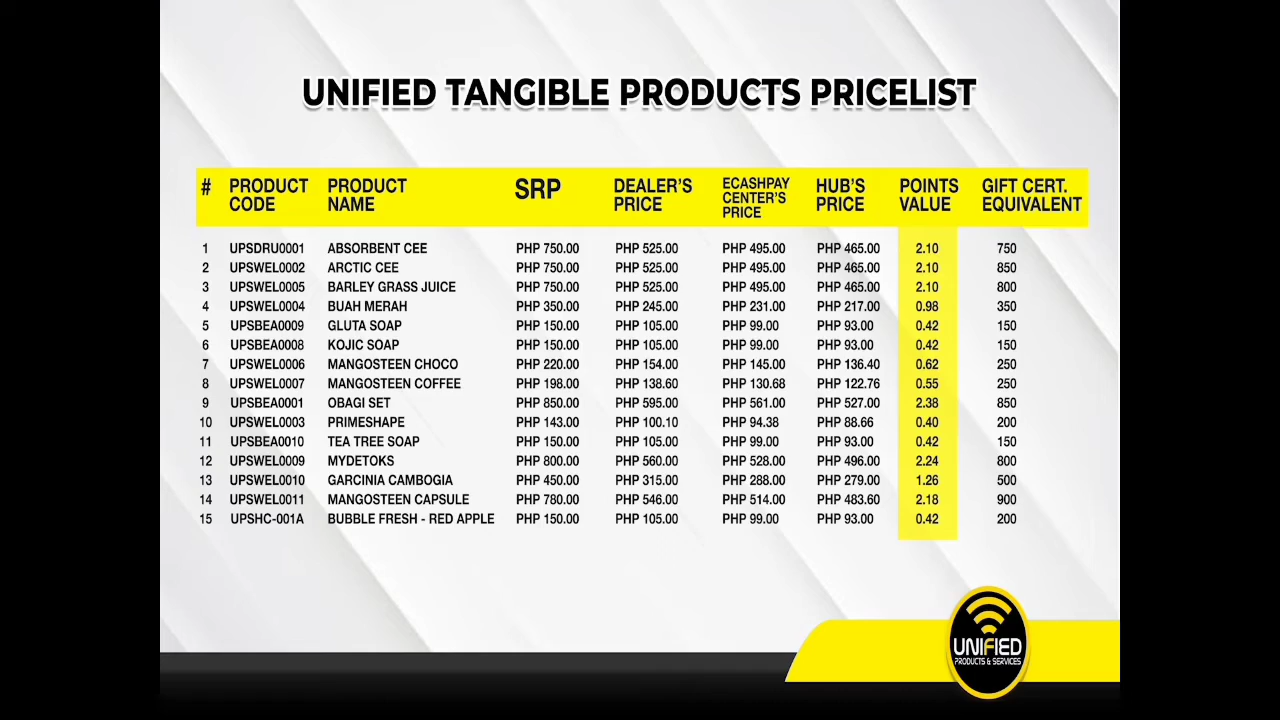 UNIFIED TANGIBLE PRODUCTS PRICELIST
# PRODUCT CODE PRODUCT NAME SRP DEALER'S PRICE ECASHPAY CENTER'S PRICE HUB'S PRICE POINTS VALUE GIFT CERT. EQUIVALENT
1 UPSDRU0001 ABSORBENT CEE PHP 750.00 PHP 525.00 PHP 495.00 PHP 465.00 2.10 750
2 UPSWEL0002 ARCTIC CEE PHP 750.00 PHP 525.00 PHP 495.00 PHP 465.00 2.10 850
3 UPSWEL0005 BARLEY GRASS JUICE PHP 750.00 PHP 525.00 PHP 495.00 PHP 465.00 2.10 800
4 UPSWEL0004 BUAH MERAH PHP 350.00 PHP 245.00 PHP 231.00 PHP 217.00 0.98 350
5 UPSBEA0009 GLUTA SOAP PHP 150.00 PHP 105.00 PHP 99.00 PHP 93.00 0.42 150
6 UPSBEA0008 KOJIC SOAP PHP 150.00 PHP 105.00 PHP 99.00 PHP 93.00 0.42 150
7 UPSWEL0006 MANGOSTEEN CHOCO PHP 220.00 PHP 154.00 PHP 145.00 PHP 136.40 0.62 250
8 UPSWEL0007 MANGOSTEEN COFFEE PHP 198.00 PHP 138.60 PHP 130.68 PHP 122.76 0.55 250
9 UPSBEA0001 OBAGI SET PHP 850.00 PHP 595.00 PHP 561.00 PHP 527.00 2.38 850
10 UPSWEL0003 PRIMESHAPE PHP 143.00 PHP 100.10 PHP 94.38 PHP 88.66 0.40 200
11 UPSBEA0010 TEA TREE SOAP PHP 150.00 PHP 105.00 PHP 99.00 PHP 93.00 0.42 150
12 UPSWEL0009 MYDETOKS PHP 800.00 PHP 560.00 PHP 528.00 PHP 496.00 2.24 800
13 UPSWEL0010 GARCINIA CAMBOGIA PHP 450.00 PHP 315.00 PHP 288.00 PHP 279.00 1.26 500
14 UPSWEL0011 MANGOSTEEN CAPSULE PHP 780.00 PHP 546.00 PHP 514.00 PHP 483.60 2.18 900
15 UPSHC-001A BUBBLE FRESH - RED APPLE PHP 150.00 PHP 105.00 PHP 99.00 PHP 93.00 0.42 200
UNIFIED
PRODUCTS & SERVICES